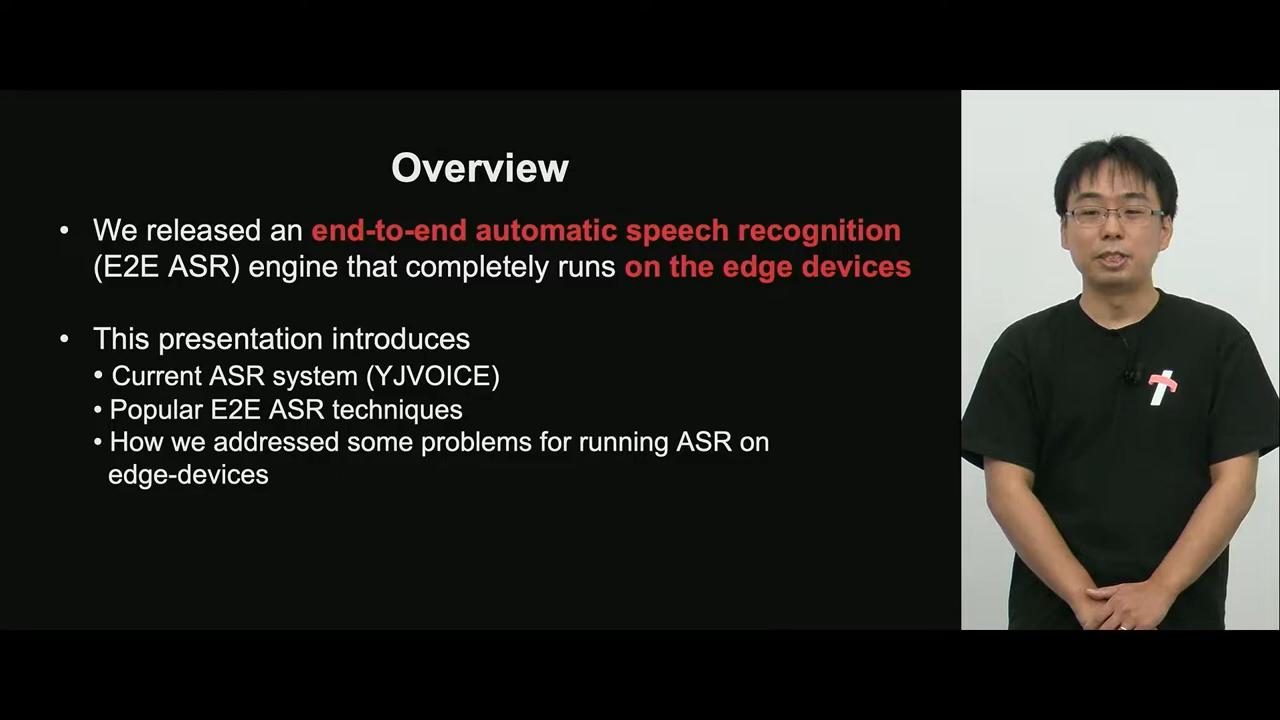 Overview
• We released an end-to-end automatic speech recognition
(E2E ASR) engine that completely runs on the edge devices
• This presentation introduces
• Current ASR system (YJVOICE)
• Popular E2E ASR techniques
• How we addressed some problems for running ASR on
edge-devices